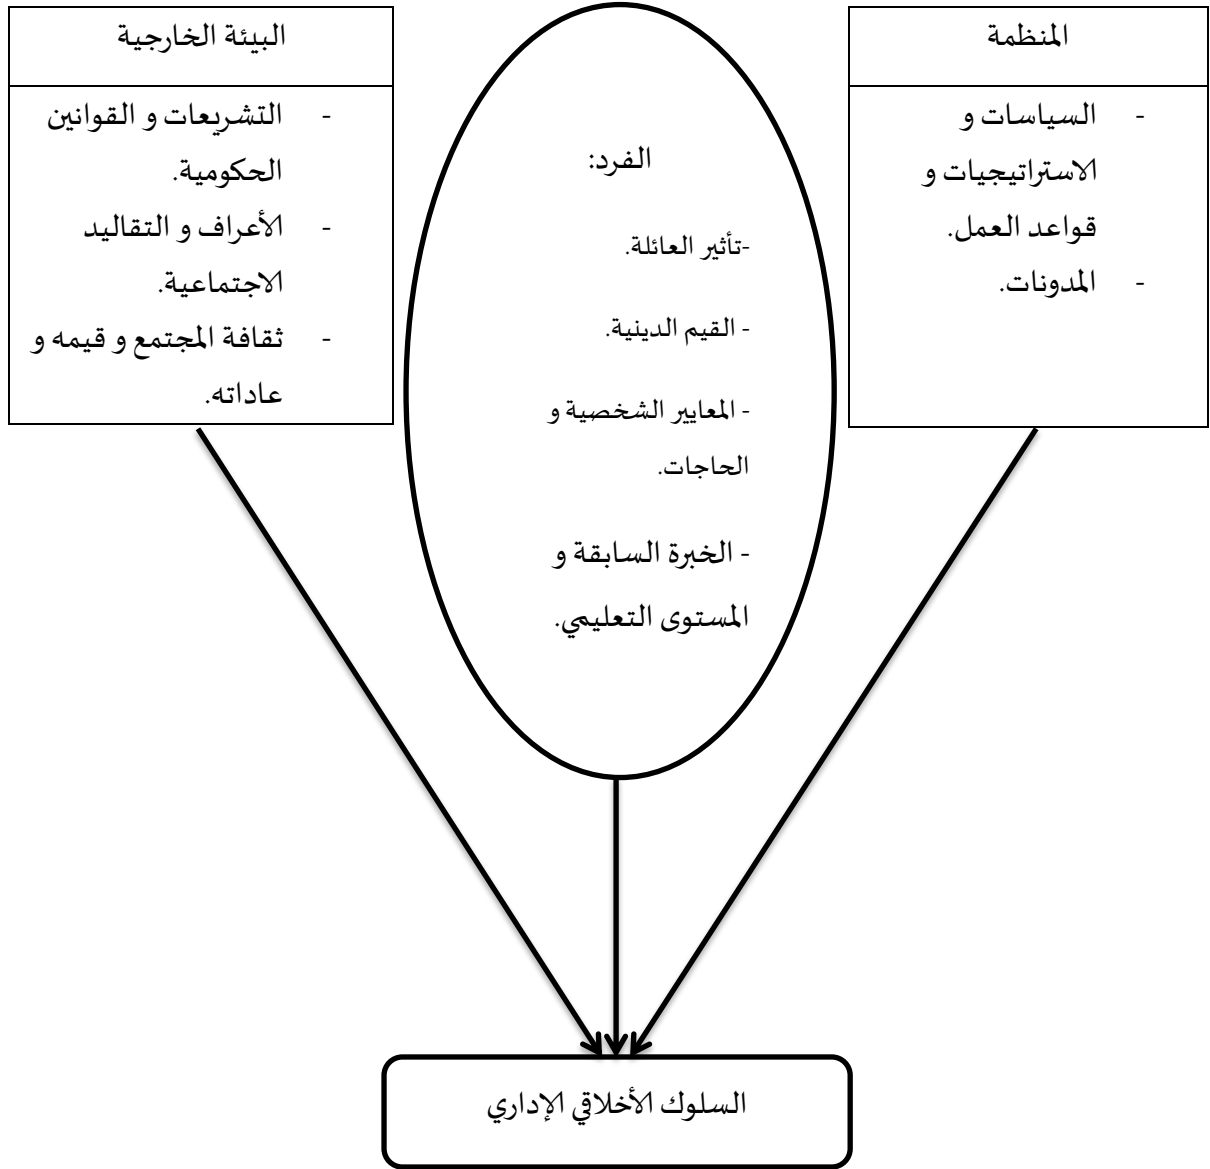 المنظمة
- السياسات و
الاستراتيجيات و
قواعد العمل.
- المدونات.
الفرد:
-تأثير العائلة.
- القيم الدينية.
- المعايير الشخصية و
الحاجات.
- الخبرة السابقة و
المستوى التعليمي.
البيئة الخارجية
- التشريعات و القوانين
الحكومية.
- الأعراف و التقاليد
الاجتماعية.
- ثقافة المجتمع و قيمه و
عاداته.
السلوك الأخلاقي الإداري